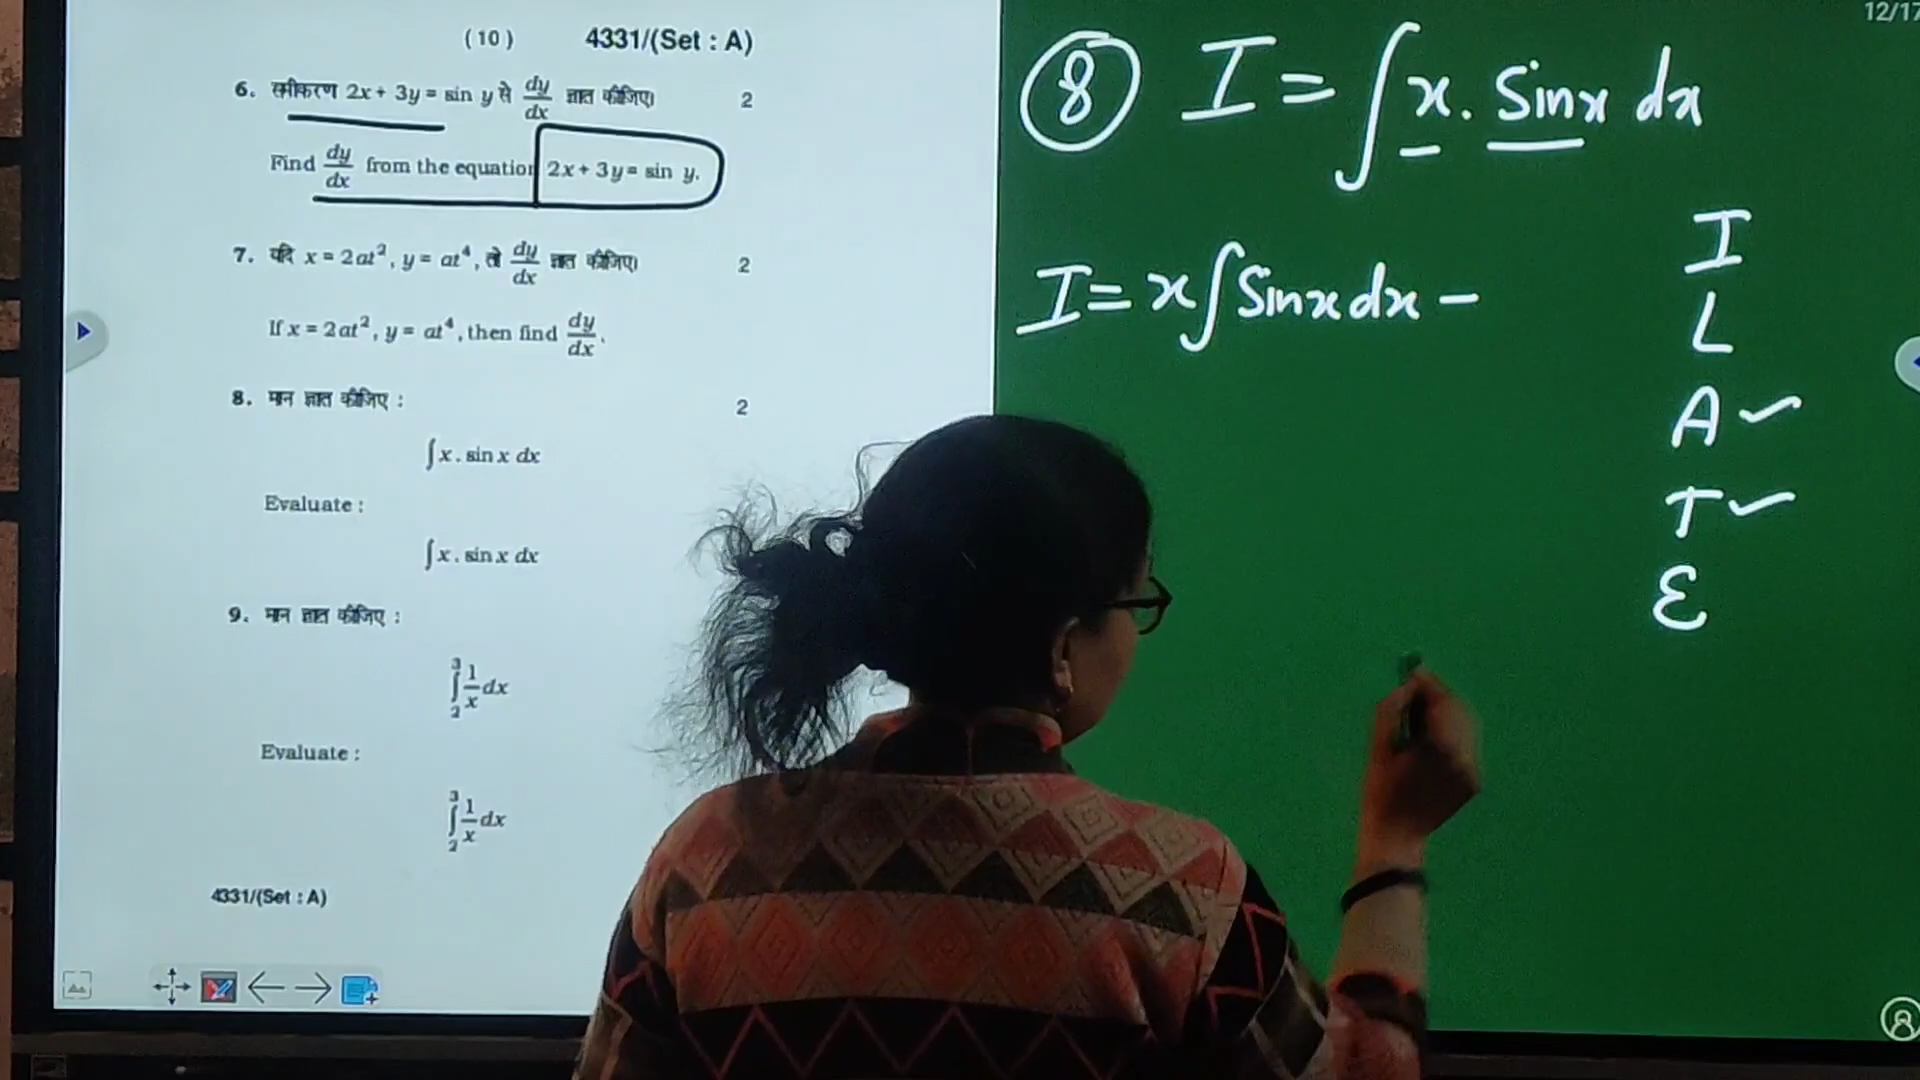 (10) 4331/(Set : A)
6. समीकरण 2x + 3y = sin y से dy/dx ज्ञात कीजिए। 2
Find dy/dx from the equation 2x + 3y = sin y.
7. यदि x = 2at², y = at⁴, तो dy/dx ज्ञात कीजिए। 2
If x = 2at², y = at⁴, then find dy/dx.
8. मान ज्ञात कीजिए : 2
∫x . sin x dx
Evaluate :
∫x . sin x dx
9. मान ज्ञात कीजिए :
∫₂³ 1/x dx
Evaluate :
∫₂³ 1/x dx
4331/(Set : A)
12/17
⑧ I = ∫x . Sinx dx
I = x∫Sinx dx −
I
L
A ✓
T ✓
E